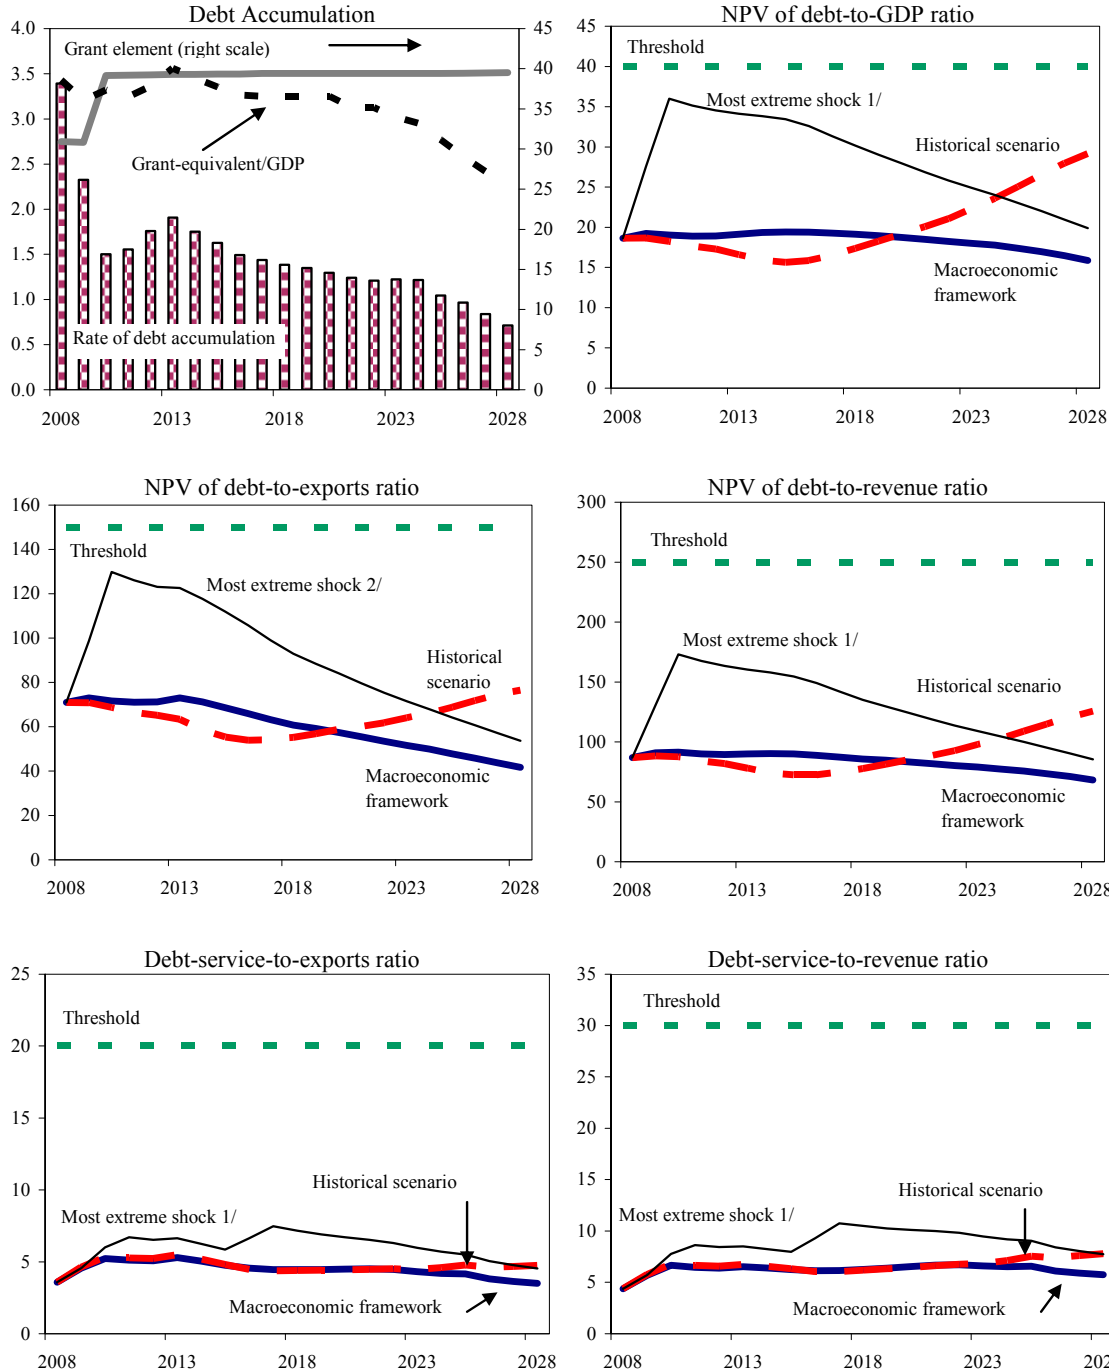 Debt Accumulation
4.0
3.5
3.0
2.5
2.0
1.5
1.0
0.5
0.0
45
40
35
30
25
20
15
10
5
0
Grant element (right scale)
Grant-equivalent/GDP
Rate of debt accumulation
2008
2013
2018
2023
2028
NPV of debt-to-GDP ratio
45
40
35
30
25
20
15
10
5
0
Threshold
Most extreme shock 1/
Historical scenario
Macroeconomic
framework
2008
2013
2018
2023
2028
NPV of debt-to-exports ratio
160
140
120
100
80
60
40
20
0
Threshold
Most extreme shock 2/
Historical
scenario
Macroeconomic
framework
2008
2013
2018
2023
2028
NPV of debt-to-revenue ratio
300
250
200
150
100
50
0
Threshold
Most extreme shock 1/
Historical scenario
Macroeconomic
framework
2008
2013
2018
2023
2028
Debt-service-to-exports ratio
25
20
15
10
5
0
Threshold
Historical scenario
Most extreme shock 1/
Macroeconomic framework
2008
2013
2018
2023
2028
Debt-service-to-revenue ratio
35
30
25
20
15
10
5
0
Threshold
Historical scenario
Most extreme shock 1/
Macroeconomic framework
2008
2013
2018
2023
202